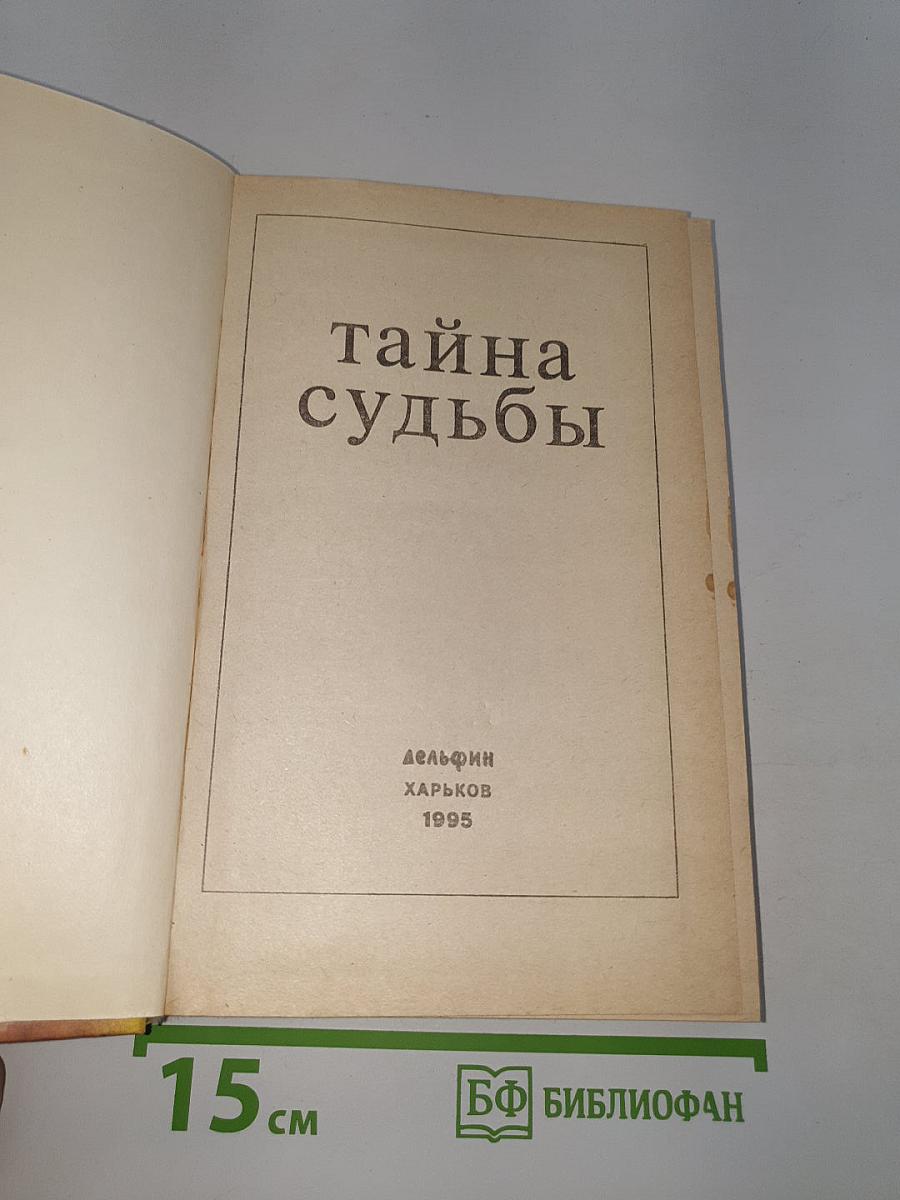 тайна
судьбы
дельфин
ХАРЬКОВ
1995
15 см
БФ БИБЛИОФАН